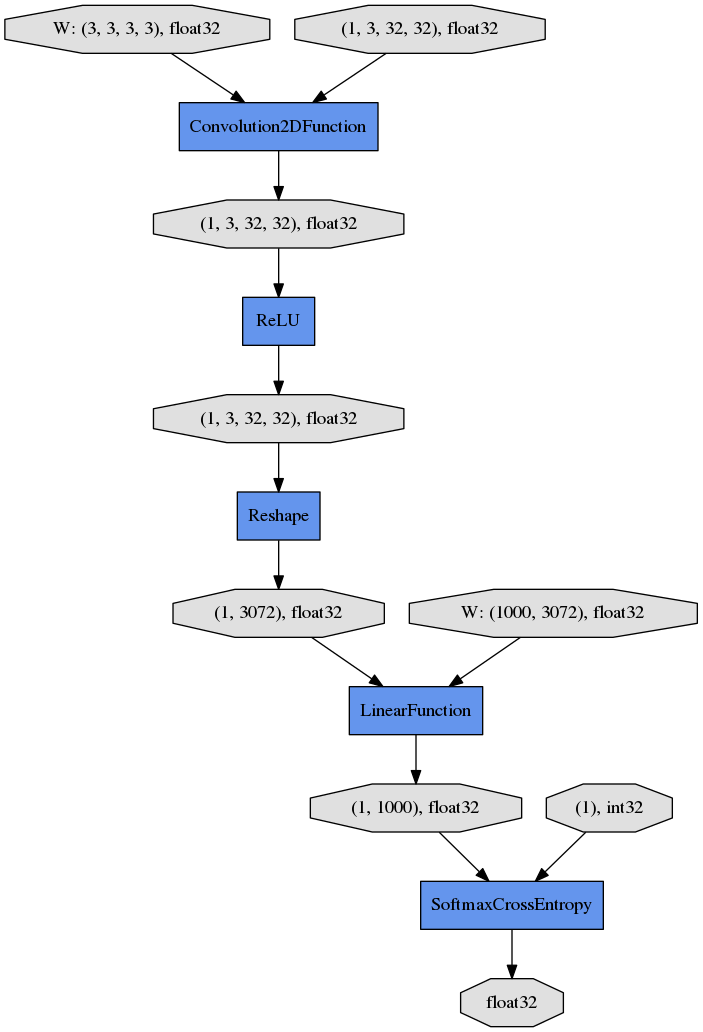 W: (3, 3, 3, 3), float32
(1, 3, 32, 32), float32
Convolution2DFunction
(1, 3, 32, 32), float32
ReLU
(1, 3, 32, 32), float32
Reshape
(1, 3072), float32
W: (1000, 3072), float32
LinearFunction
(1, 1000), float32
(1), int32
SoftmaxCrossEntropy
float32